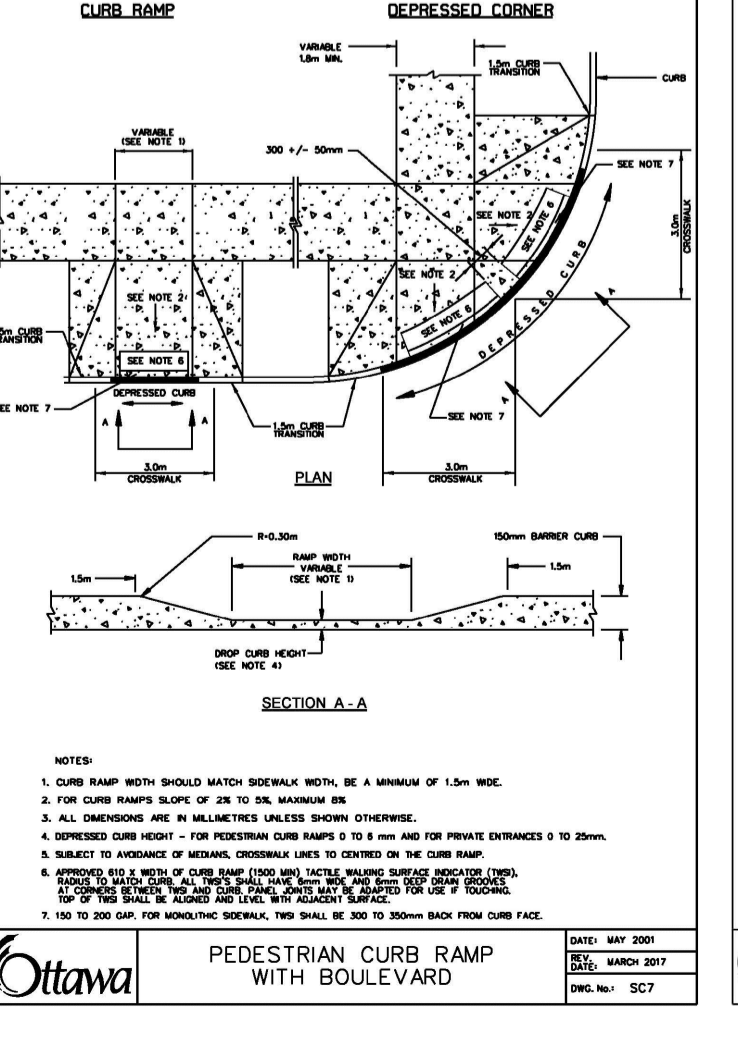 CURB RAMP
DEPRESSED CORNER
VARIABLE
1.8m MIN.
1.5m CURB
TRANSITION
CURB
VARIABLE
(SEE NOTE 1)
300 +/- 50mm
SEE NOTE 7
SEE NOTE 2
SEE NOTE 6
3.0m
CROSSWALK
SEE NOTE 2
SEE NOTE 2
SEE NOTE 6
DEPRESSED CURB
A
A
5m CURB
RANSITION
SEE NOTE 6
DEPRESSED CURB
EE NOTE 7
A
A
SEE NOTE 7
1.5m CURB
TRANSITION
3.0m
CROSSWALK
PLAN
3.0m
CROSSWALK
R=0.30m
150mm BARRIER CURB
RAMP WIDTH
VARIABLE
(SEE NOTE 1)
1.5m
1.5m
DROP CURB HEIGHT
(SEE NOTE 4)
SECTION A-A
NOTES:
1. CURB RAMP WIDTH SHOULD MATCH SIDEWALK WIDTH, BE A MINIMUM OF 1.5m WIDE.
2. FOR CURB RAMPS SLOPE OF 2% TO 5%, MAXIMUM 8%
3. ALL DIMENSIONS ARE IN MILLIMETRES UNLESS SHOWN OTHERWISE.
4. DEPRESSED CURB HEIGHT - FOR PEDESTRIAN CURB RAMPS 0 TO 6 mm AND FOR PRIVATE ENTRANCES 0 TO 25mm.
5. SUBJECT TO AVOIDANCE OF MEDIANS, CROSSWALK LINES TO CENTRED ON THE CURB RAMP.
6. APPROVED 610 X WIDTH OF CURB RAMP (1500 MIN) TACTILE WALKING SURFACE INDICATOR (TWSI),
RADIUS TO MATCH CURB. ALL TWSI'S SHALL HAVE 6mm WIDE AND 6mm DEEP DRAIN GROOVES
AT CORNERS BETWEEN TWSI AND CURB. PANEL JOINTS MAY BE ADAPTED FOR USE IF TOUCHING.
TOP OF TWSI SHALL BE ALIGNED AND LEVEL WITH ADJACENT SURFACE.
7. 150 TO 200 GAP. FOR MONOLITHIC SIDEWALK, TWSI SHALL BE 300 TO 350mm BACK FROM CURB FACE.
Ottawa
PEDESTRIAN CURB RAMP
WITH BOULEVARD
DATE: MAY 2001
REV. DATE: MARCH 2017
DWG. No.: SC7